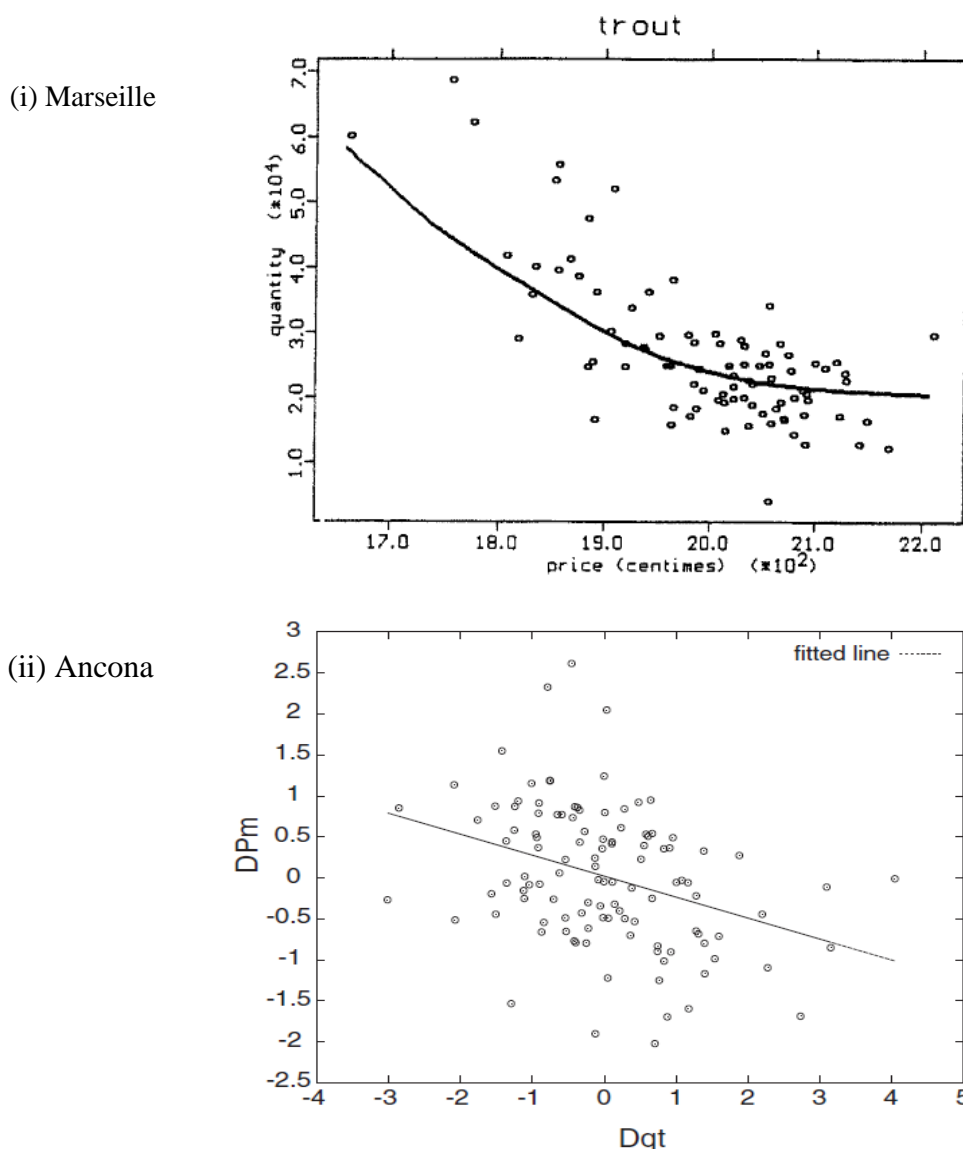 trout
(i) Marseille
7.0
6.0
5.0
4.0
3.0
2.0
1.0
quantity (*10⁴)
17.0 18.0 19.0 20.0 21.0 22.0
price (centimes) (*10²)
(ii) Ancona
fitted line
3
2.5
2
1.5
1
0.5
0
-0.5
-1
-1.5
-2
-2.5
DPm
-4 -3 -2 -1 0 1 2 3 4 5
Dqt